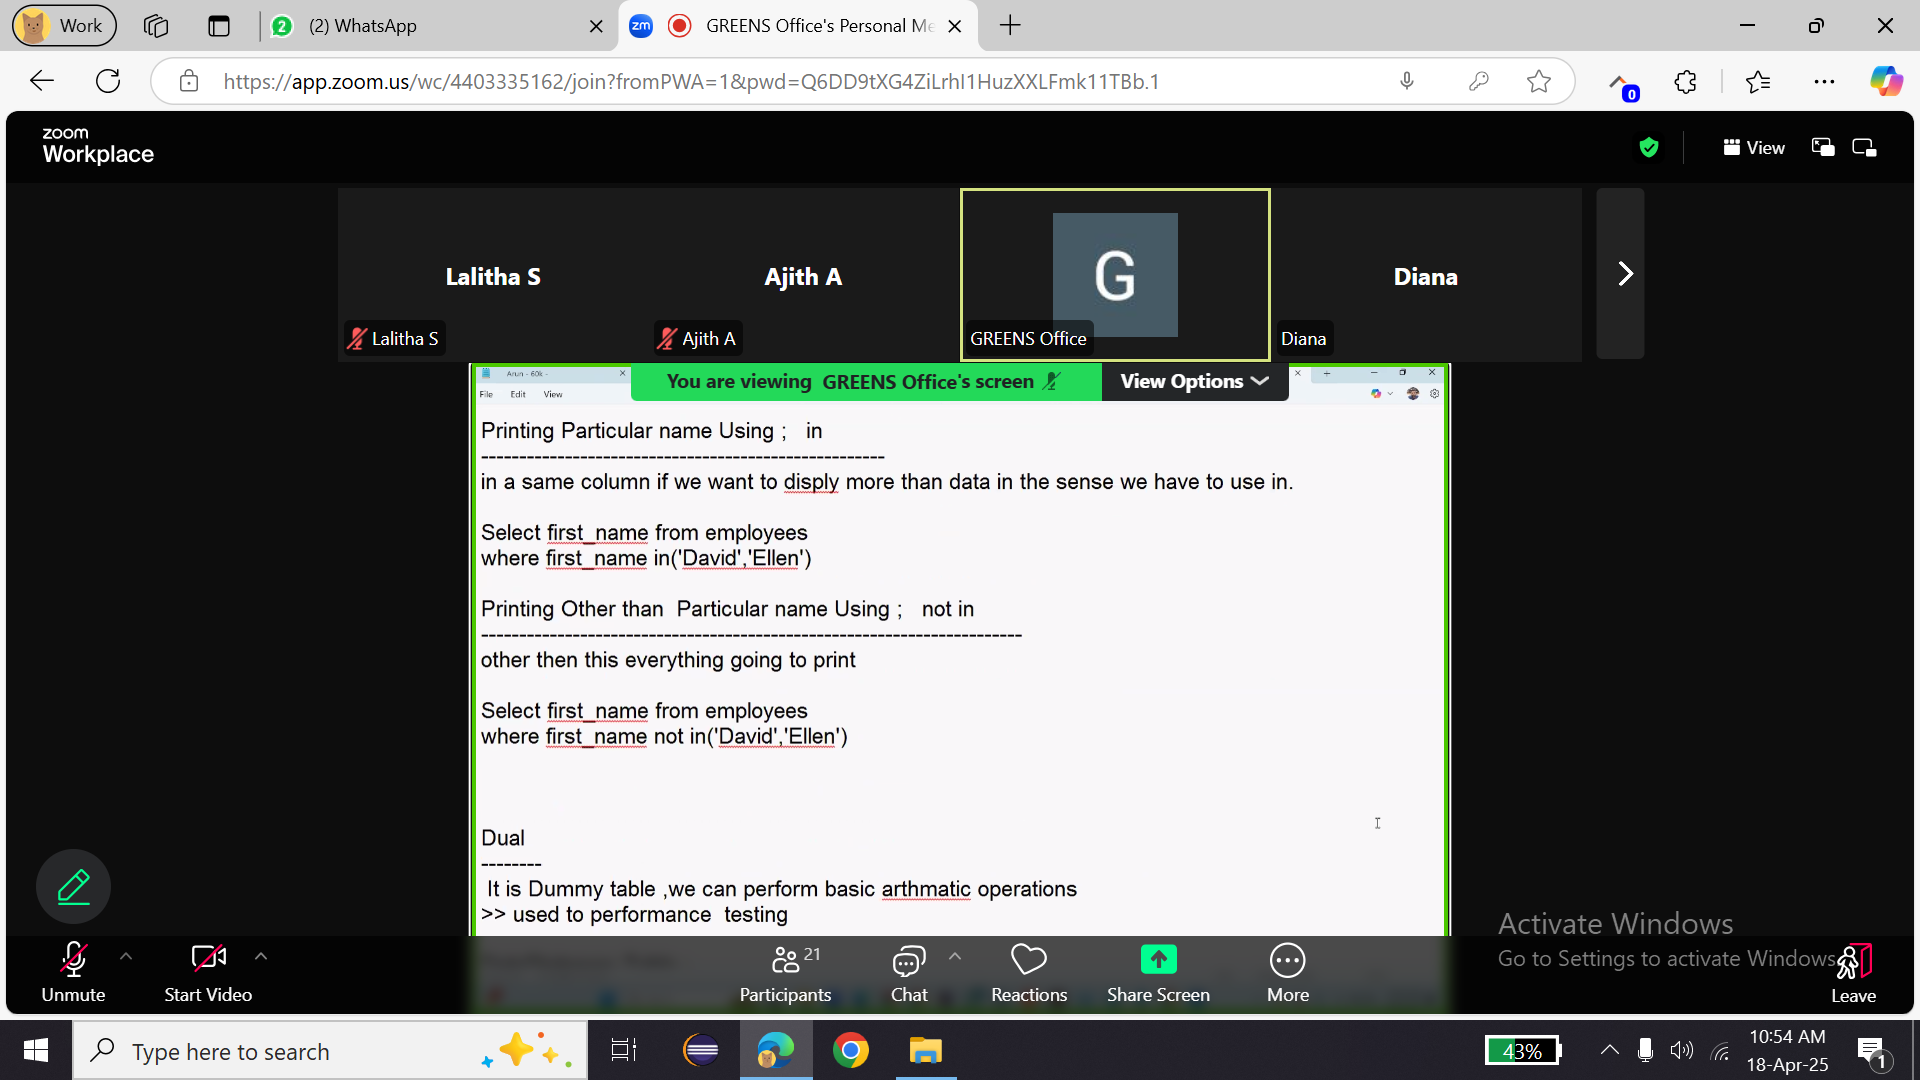 Work
(2) WhatsApp
zm
GREENS Office's Personal Me
https://app.zoom.us/wc/4403335162/join?fromPWA=1&pwd=Q6DD9tXG4ZiLrhI1HuzXXLFmk11TBb.1
0
zoom
Workplace
View
Lalitha S
Ajith A
G
Diana
Lalitha S
Ajith A
GREENS Office
Diana
Arun - 60k -
You are viewing GREENS Office's screen
View Options
File Edit View
Printing Particular name Using ; in
-----------------------------------------------------
in a same column if we want to disply more than data in the sense we have to use in.
Select first_name from employees
where first_name in('David','Ellen')
Printing Other than Particular name Using ; not in
-----------------------------------------------------------------------
other then this everything going to print
Select first_name from employees
where first_name not in('David','Ellen')
Dual
--------
It is Dummy table ,we can perform basic arthmatic operations
>> used to performance testing
Activate Windows
Go to Settings to activate Windows
21
Unmute
Start Video
Participants
Chat
Reactions
Share Screen
More
Leave
Type here to search
43%
10:54 AM
18-Apr-25
1